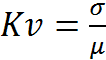 Kv = σ/μ